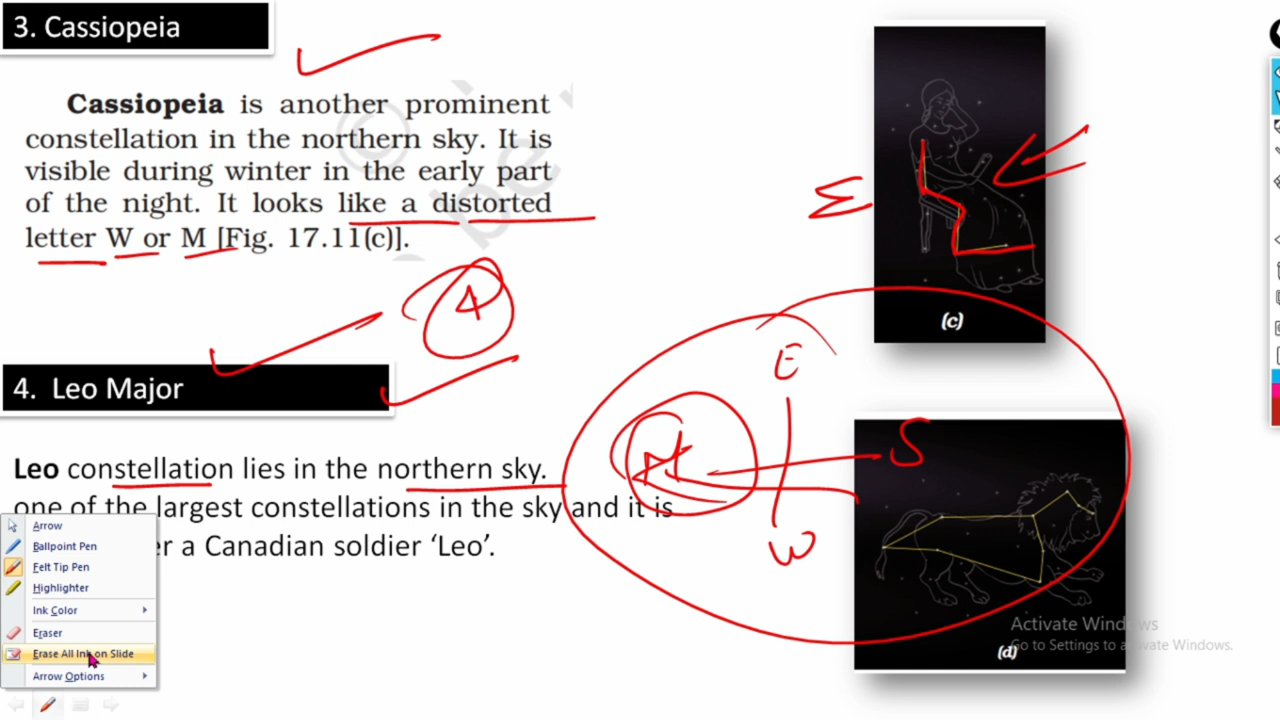 3. Cassiopeia
Cassiopeia is another prominent
constellation in the northern sky. It is
visible during winter in the early part
of the night. It looks like a distorted
letter W or M [Fig. 17.11(c)].
(c)
4
4. Leo Major
Leo constellation lies in the northern sky.
one of the largest constellations in the sky and it is
er a Canadian soldier ‘Leo’.
E
S
W
(d)
Arrow
Ballpoint Pen
Felt Tip Pen
Highlighter
Ink Color
Eraser
Erase All Ink on Slide
Arrow Options
Activate Windows
Go to Settings to activate Windows.